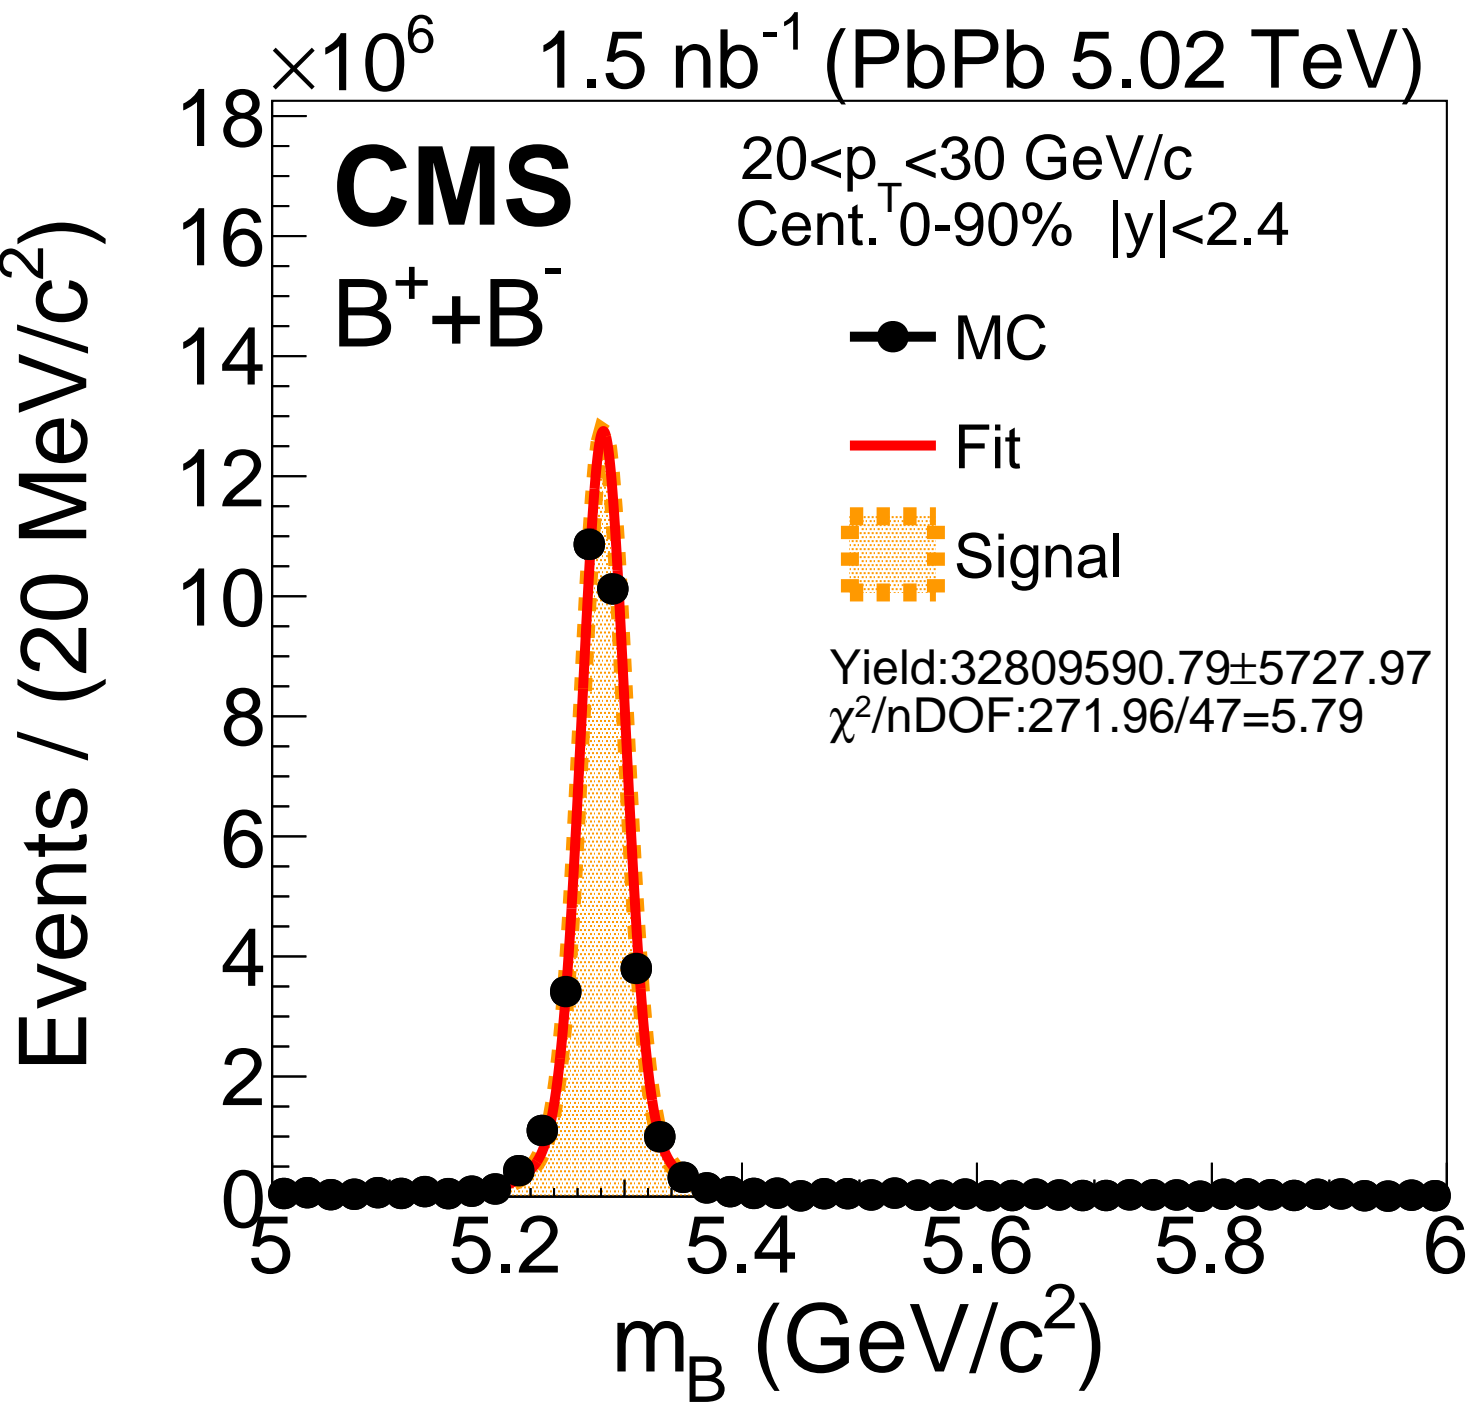 ×10⁶ 1.5 nb⁻¹ (PbPb 5.02 TeV)
CMS
B⁺+B⁻
20<p_T<30 GeV/c
Cent. 0-90% |y|<2.4
MC
Fit
Signal
Yield:32809590.79±5727.97
χ²/nDOF:271.96/47=5.79
Events / (20 MeV/c²)
18
16
14
12
10
8
6
4
2
0
5 5.2 5.4 5.6 5.8 6
m_B (GeV/c²)